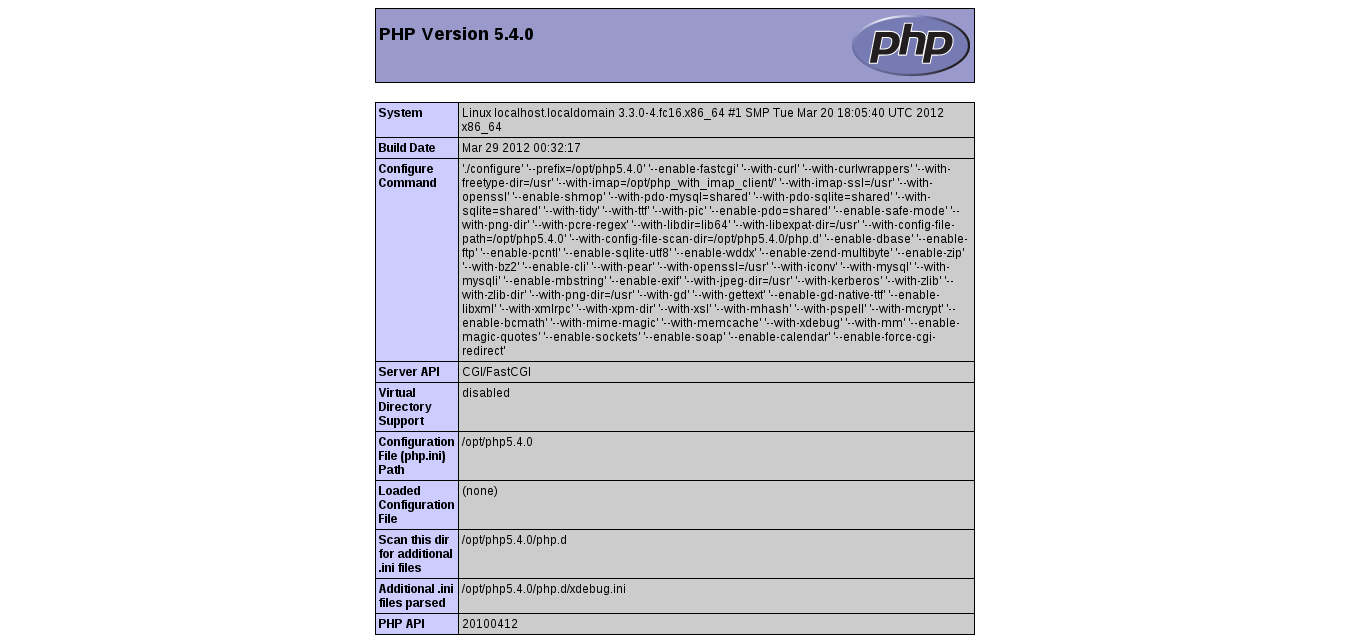 PHP Version 5.4.0
php
System
Linux localhost.localdomain 3.3.0-4.fc16.x86_64 #1 SMP Tue Mar 20 18:05:40 UTC 2012
x86_64
Build Date
Mar 29 2012 00:32:17
Configure
Command
'./configure' '--prefix=/opt/php5.4.0' '--enable-fastcgi' '--with-curl' '--with-curlwrappers' '--with-
freetype-dir=/usr' '--with-imap=/opt/php_with_imap_client/' '--with-imap-ssl=/usr' '--with-
openssl' '--enable-shmop' '--with-pdo-mysql=shared' '--with-pdo-sqlite=shared' '--with-
sqlite=shared' '--with-tidy' '--with-ttf' '--with-pic' '--enable-pdo=shared' '--enable-safe-mode' '--
with-png-dir' '--with-pcre-regex' '--with-libdir=lib64' '--with-libexpat-dir=/usr' '--with-config-file-
path=/opt/php5.4.0' '--with-config-file-scan-dir=/opt/php5.4.0/php.d' '--enable-dbase' '--enable-
ftp' '--enable-pcntl' '--enable-sqlite-utf8' '--enable-wddx' '--enable-zend-multibyte' '--enable-zip'
'--with-bz2' '--enable-cli' '--with-pear' '--with-openssl=/usr' '--with-iconv' '--with-mysql' '--with-
mysqli' '--enable-mbstring' '--enable-exif' '--with-jpeg-dir=/usr' '--with-kerberos' '--with-zlib' '--
with-zlib-dir' '--with-png-dir=/usr' '--with-gd' '--with-gettext' '--enable-gd-native-ttf' '--enable-
libxml' '--with-xmlrpc' '--with-xpm-dir' '--with-xsl' '--with-mhash' '--with-pspell' '--with-mcrypt' '--
enable-bcmath' '--with-mime-magic' '--with-memcache' '--with-xdebug' '--with-mm' '--enable-
magic-quotes' '--enable-sockets' '--enable-soap' '--enable-calendar' '--enable-force-cgi-
redirect'
Server API
CGI/FastCGI
Virtual
Directory
Support
disabled
Configuration
File (php.ini)
Path
/opt/php5.4.0
Loaded
Configuration
File
(none)
Scan this dir
for additional
.ini files
/opt/php5.4.0/php.d
Additional .ini
files parsed
/opt/php5.4.0/php.d/xdebug.ini
PHP API
20100412